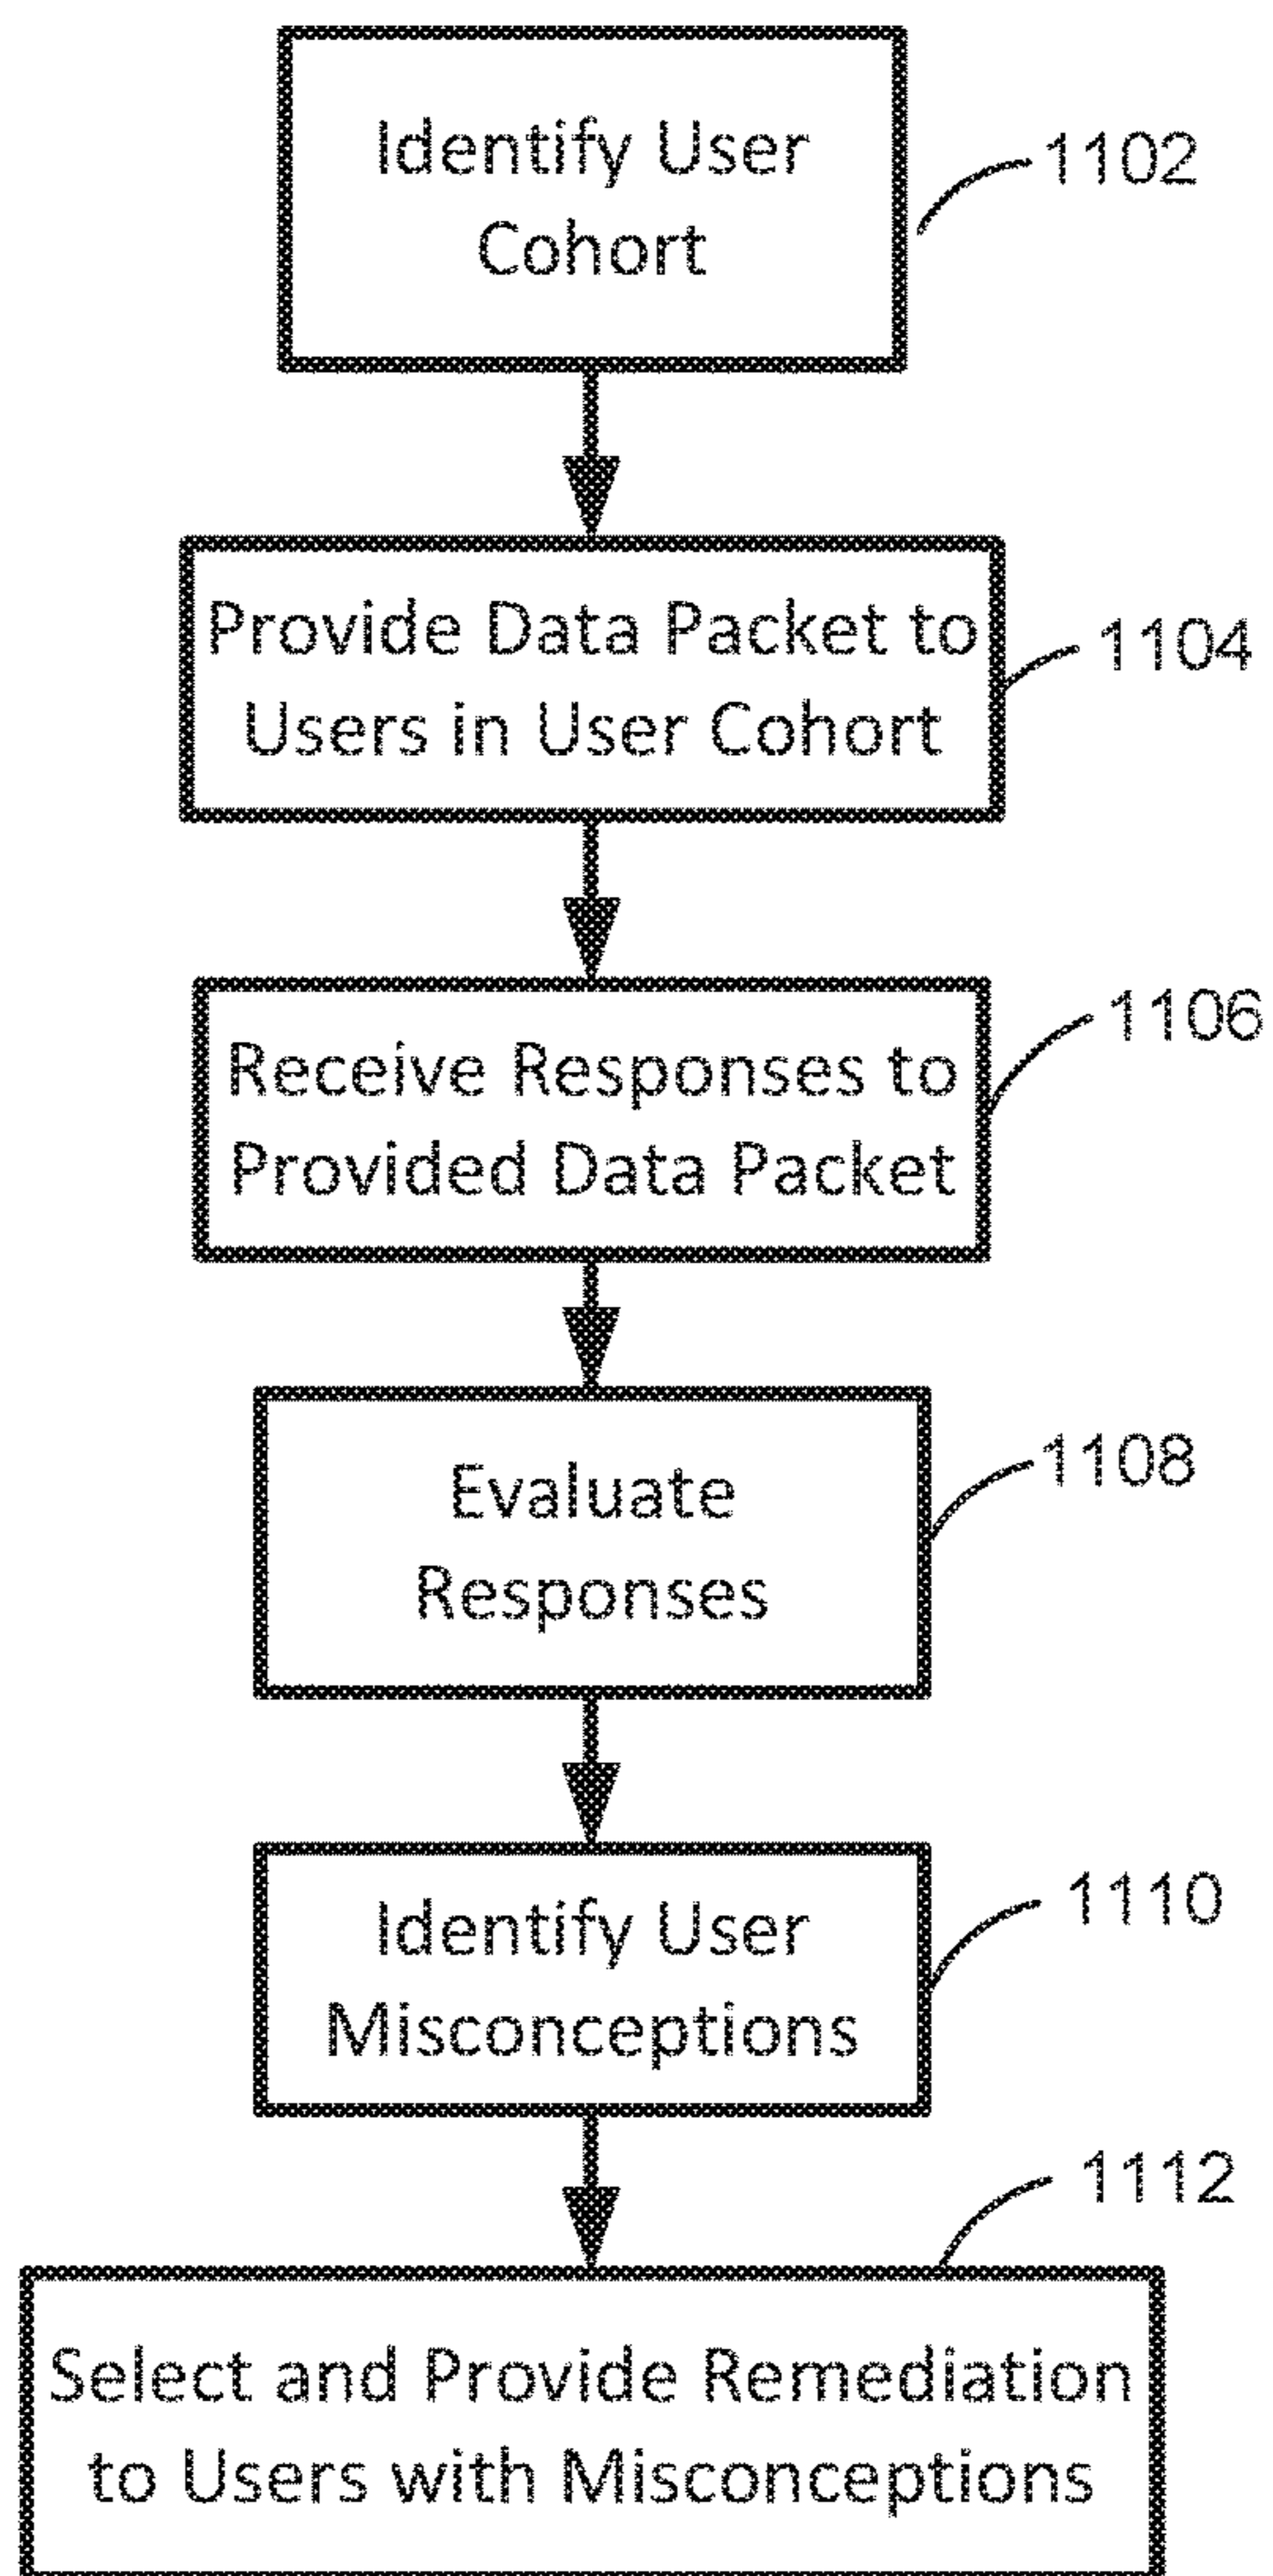 Identify User
Cohort
1102
Provide Data Packet to
Users in User Cohort
1104
Receive Responses to
Provided Data Packet
1106
Evaluate
Responses
1108
Identify User
Misconceptions
1110
1112
Select and Provide Remediation
to Users with Misconceptions